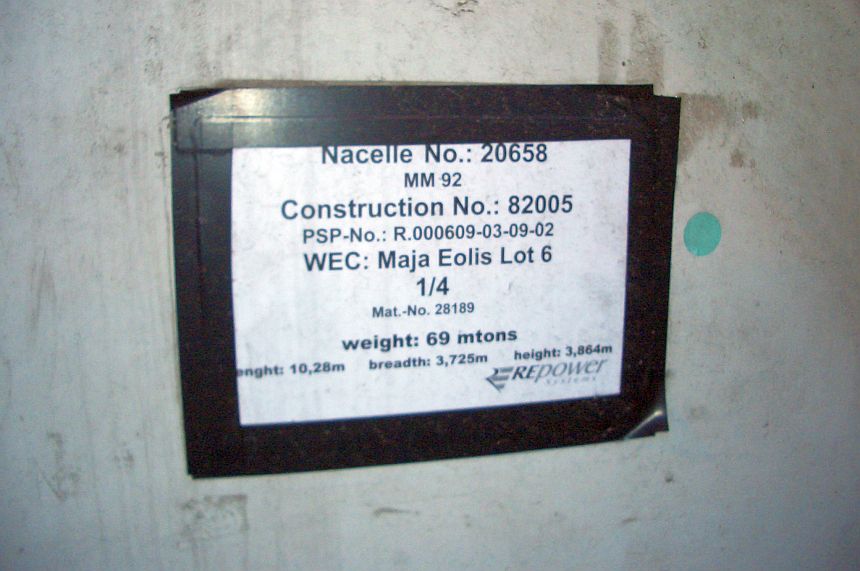 Nacelle No.: 20658
MM 92
Construction No.: 82005
PSP-No.: R.000609-03-09-02
WEC: Maja Eolis Lot 6
1/4
Mat.-No. 28189
weight: 69 mtons
enght: 10,28m breadth: 3,725m height: 3,864m
REpower
Systems